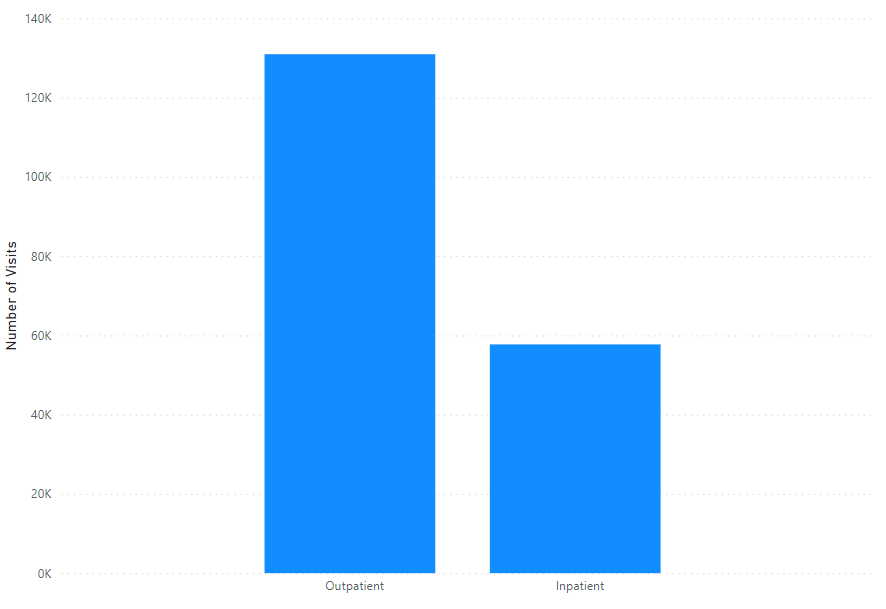 140K
120K
100K
80K
60K
40K
20K
0K
Number of Visits
Outpatient
Inpatient